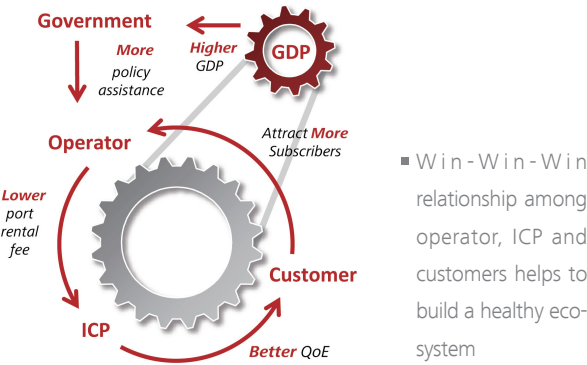 Government
More
policy
assistance
Higher
GDP
GDP
Operator
Attract More
Subscribers
Lower
port
rental
fee
Customer
ICP
Better QoE
Win-Win-Win
relationship among
operator, ICP and
customers helps to
build a healthy eco-
system